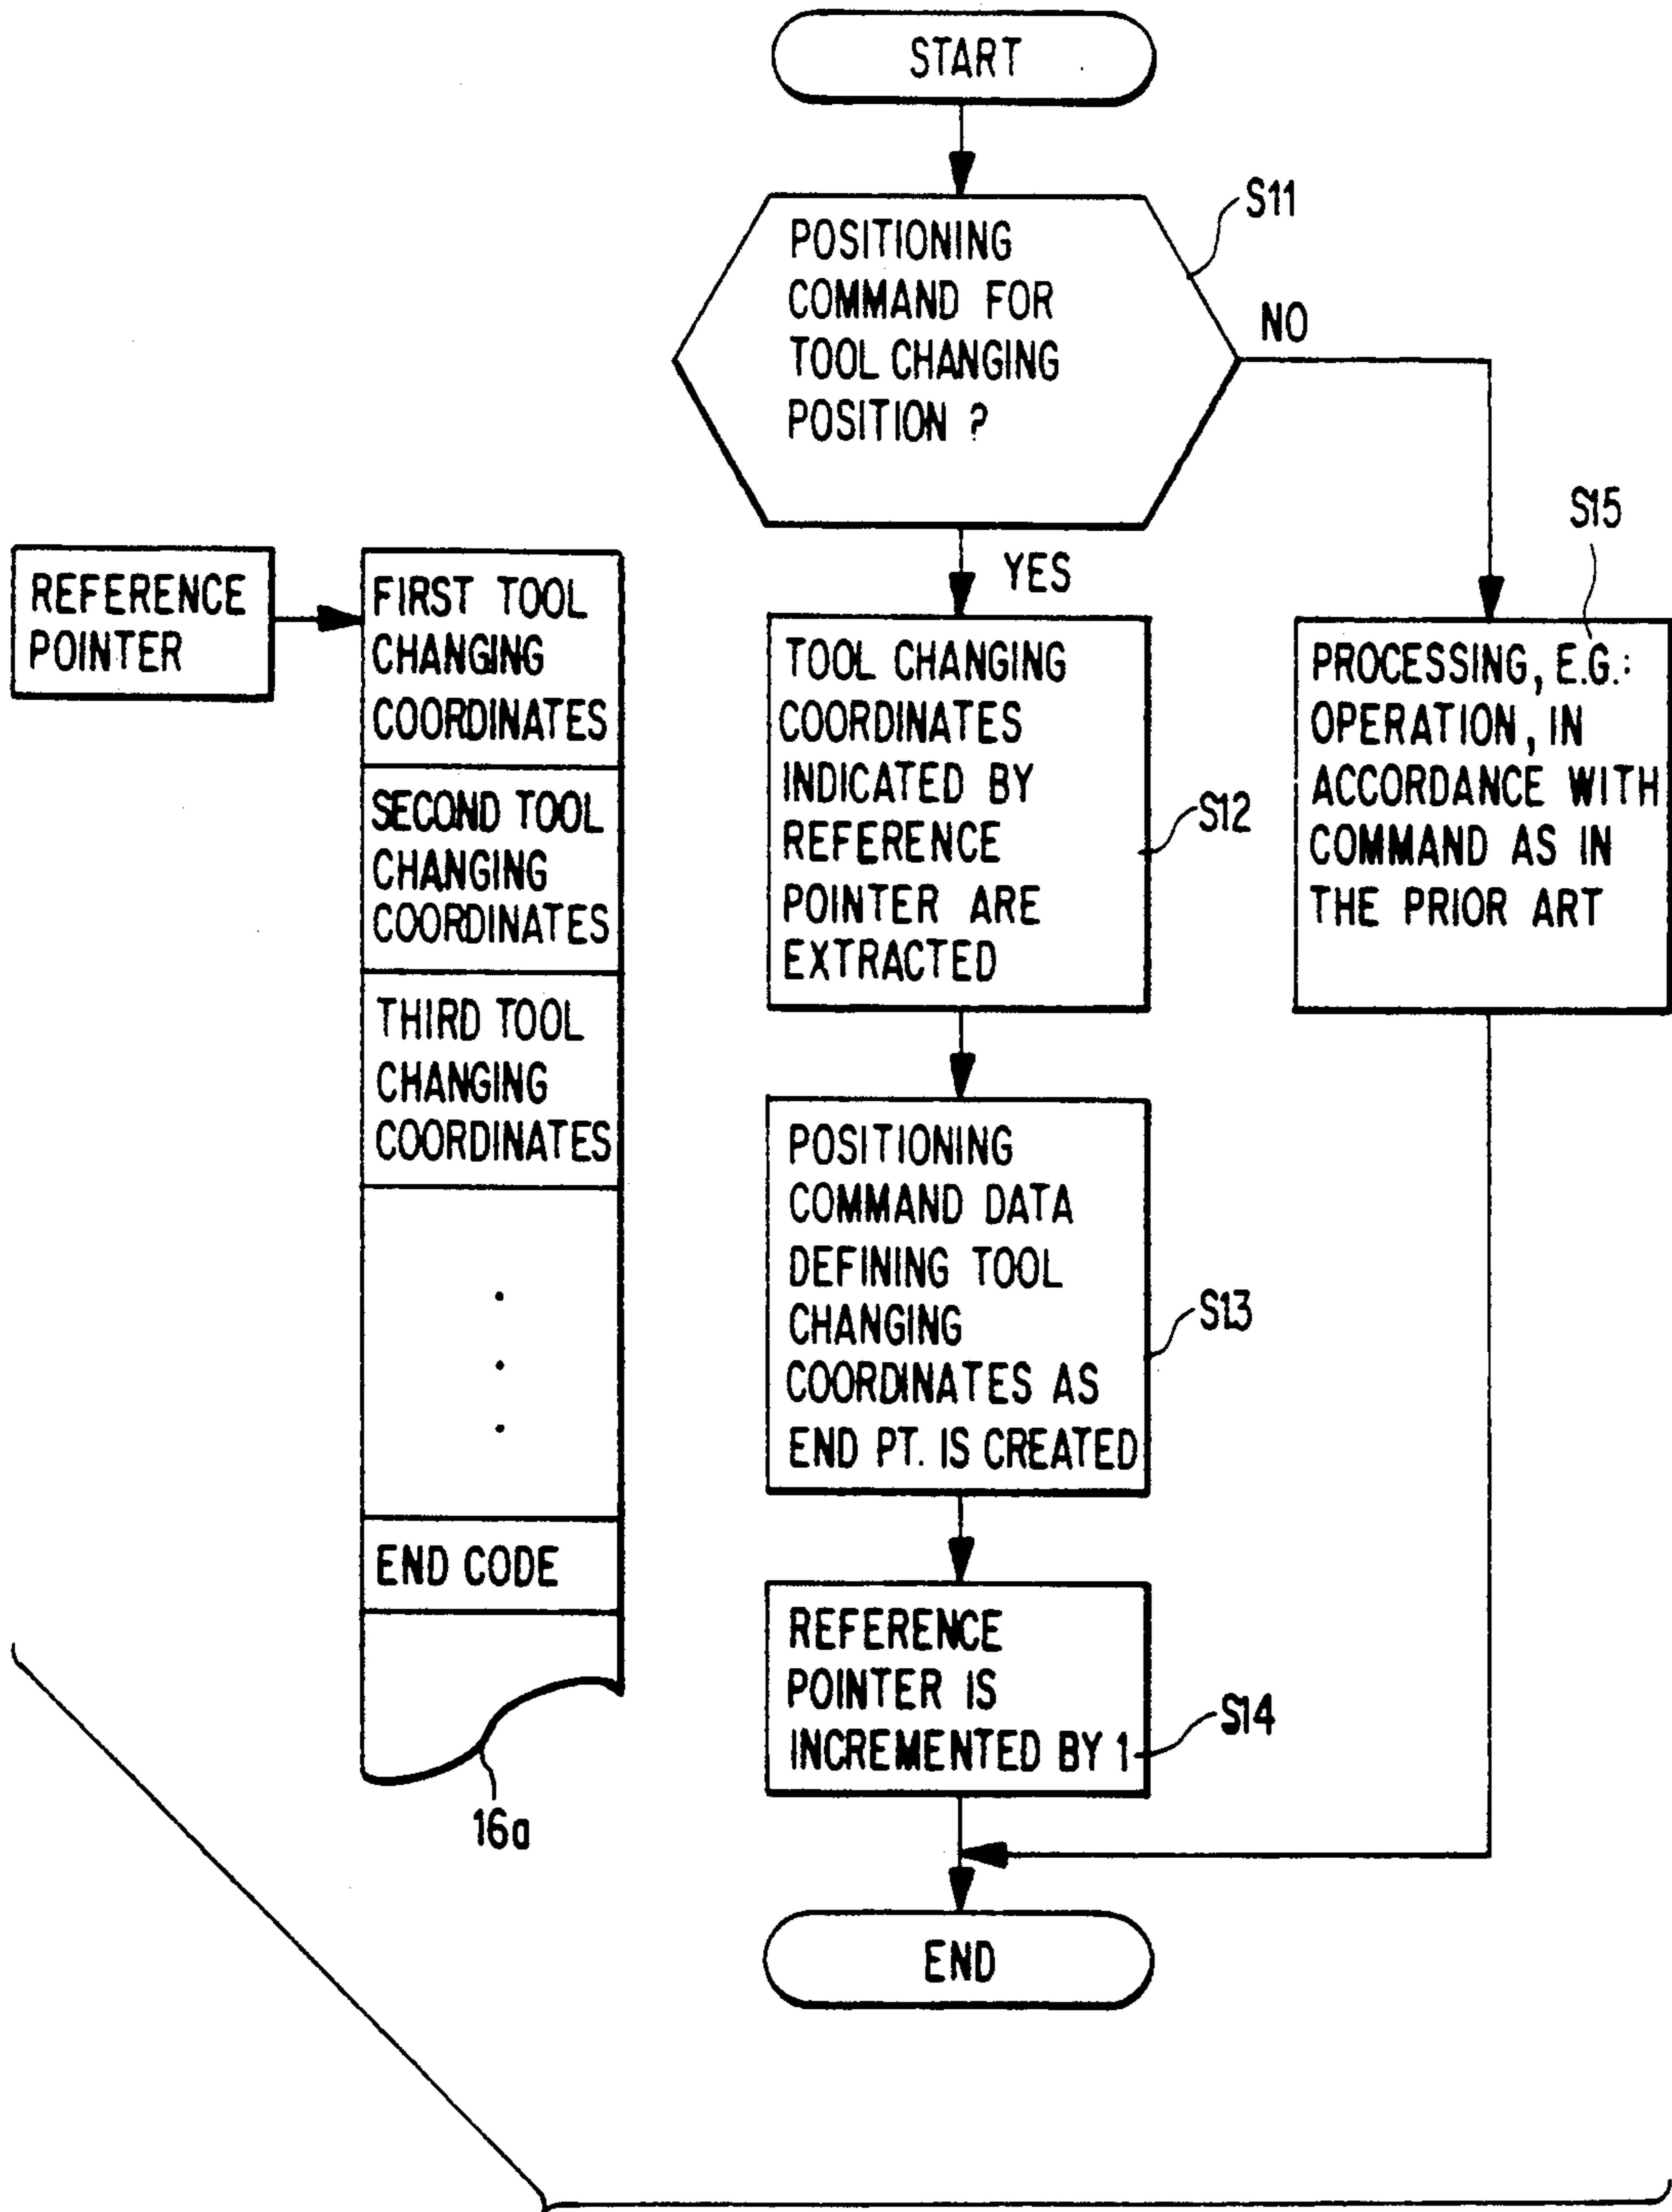 START
S11
POSITIONING
COMMAND FOR
TOOL CHANGING
POSITION ?
NO
YES
S15
REFERENCE
POINTER
FIRST TOOL
CHANGING
COORDINATES
SECOND TOOL
CHANGING
COORDINATES
THIRD TOOL
CHANGING
COORDINATES
END CODE
16a
TOOL CHANGING
COORDINATES
INDICATED BY
REFERENCE
POINTER ARE
EXTRACTED
S12
PROCESSING, E.G.:
OPERATION, IN
ACCORDANCE WITH
COMMAND AS IN
THE PRIOR ART
POSITIONING
COMMAND DATA
DEFINING TOOL
CHANGING
COORDINATES AS
END PT. IS CREATED
S13
REFERENCE
POINTER IS
INCREMENTED BY 1
S14
END